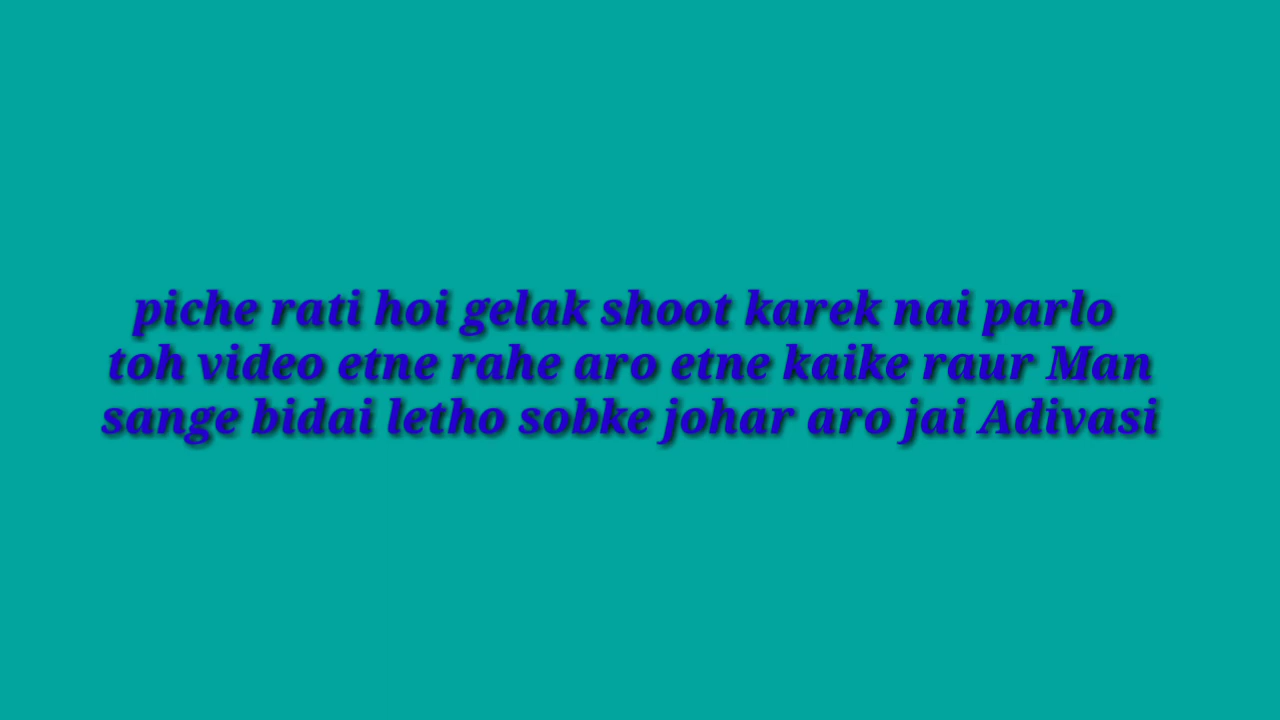 piche rati hoi gelak shoot karek nai parlo
toh video etne rahe aro etne kaike raur Man
sange bidai letho sobke johar aro jai Adivasi